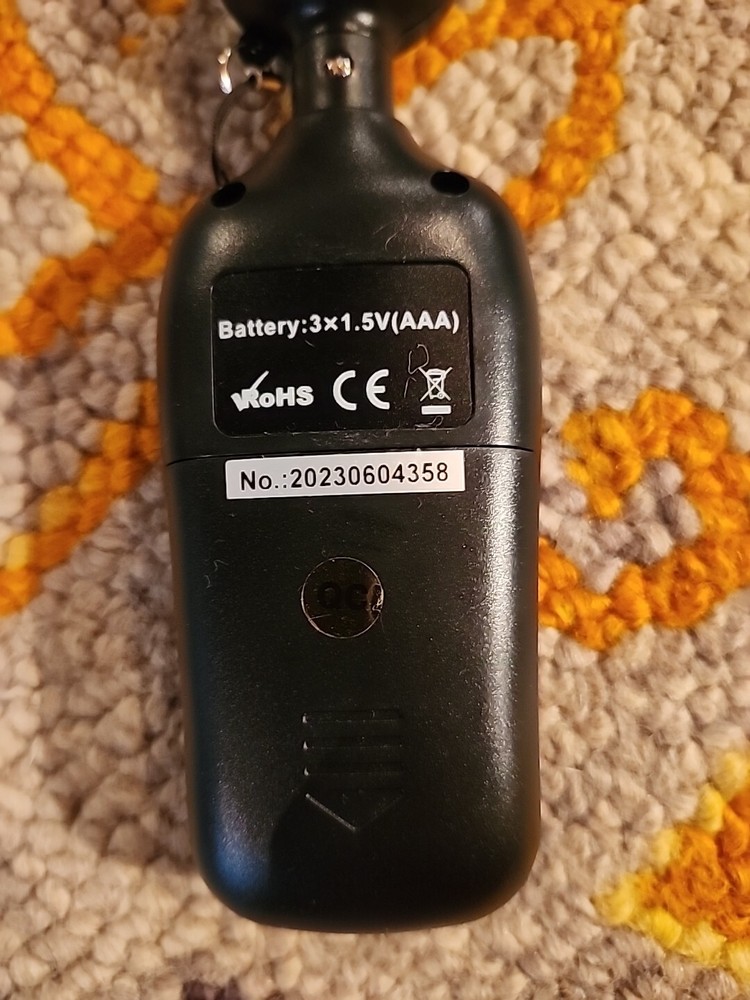 Battery:3×1.5V(AAA)
RoHS CE
No.:20230604358